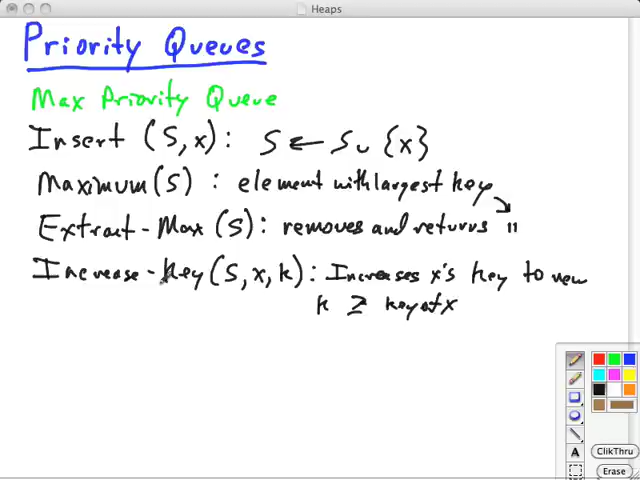 Heaps
Priority Queues
Max Priority Queue
Insert (S,x): S ← S ∪ {x}
Maximum(S) : element with largest key
Extract-Max (S): removes and returns "
Increase-Key(S, x, k): Increases x's key to new
k ≥ key of x
A
ClikThru
Erase